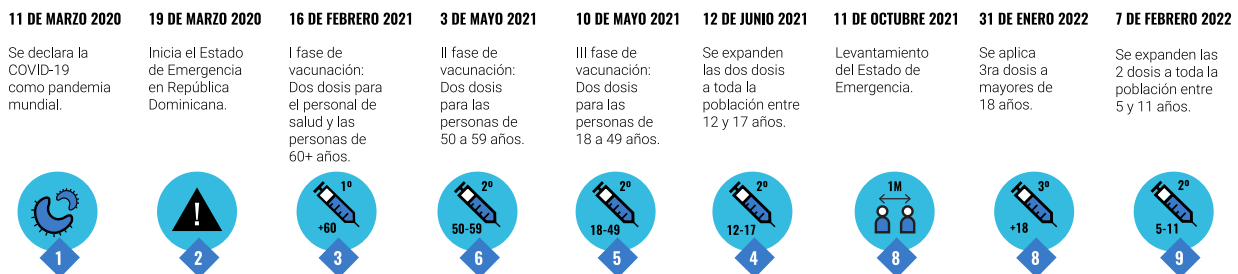 11 DE MARZO 2020
Se declara la
COVID-19
como pandemia
mundial.
1
19 DE MARZO 2020
Inicia el Estado
de Emergencia
en República
Dominicana.
!
2
16 DE FEBRERO 2021
I fase de
vacunación:
Dos dosis para
el personal de
salud y las
personas de
60+ años.
1º
+60
3
3 DE MAYO 2021
II fase de
vacunación:
Dos dosis
para las
personas de
50 a 59 años.
2º
50-59
6
10 DE MAYO 2021
III fase de
vacunación:
Dos dosis
para las
personas de
18 a 49 años.
2º
18-49
5
12 DE JUNIO 2021
Se expanden
las dos dosis
a toda la
población entre
12 y 17 años.
2º
12-17
4
11 DE OCTUBRE 2021
Levantamiento
del Estado de
Emergencia.
1M
8
31 DE ENERO 2022
Se aplica
3ra dosis a
mayores de
18 años.
3º
+18
8
7 DE FEBRERO 2022
Se expanden las
2 dosis a toda la
población entre
5 y 11 años.
2º
5-11
9